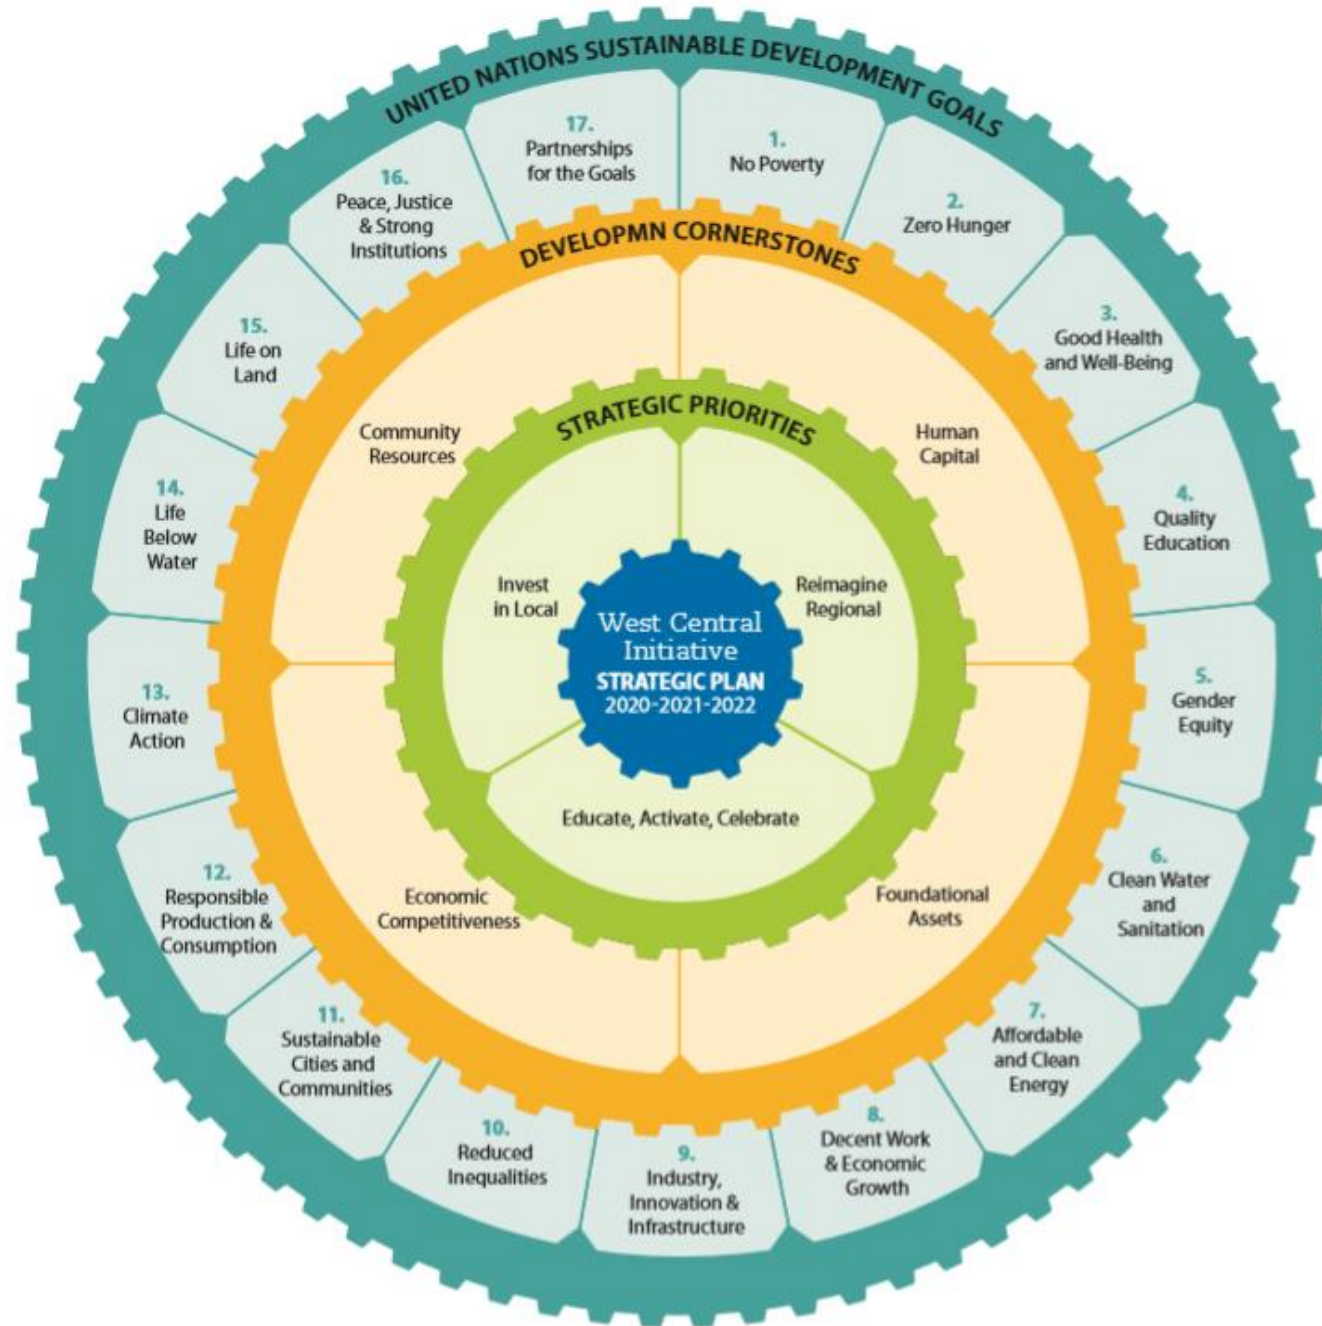 UNITED NATIONS SUSTAINABLE DEVELOPMENT GOALS
1.
No Poverty
2.
Zero Hunger
3.
Good Health
and Well-Being
4.
Quality
Education
5.
Gender
Equity
6.
Clean Water
and
Sanitation
7.
Affordable
and Clean
Energy
8.
Decent Work
& Economic
Growth
9.
Industry,
Innovation &
Infrastructure
10.
Reduced
Inequalities
11.
Sustainable
Cities and
Communities
12.
Responsible
Production &
Consumption
13.
Climate
Action
14.
Life
Below
Water
15.
Life on
Land
16.
Peace, Justice
& Strong
Institutions
17.
Partnerships
for the Goals
DEVELOPMN CORNERSTONES
Community
Resources
Human
Capital
Foundational
Assets
Economic
Competitiveness
STRATEGIC PRIORITIES
Invest
in Local
Reimagine
Regional
Educate, Activate, Celebrate
West Central
Initiative
STRATEGIC PLAN
2020-2021-2022